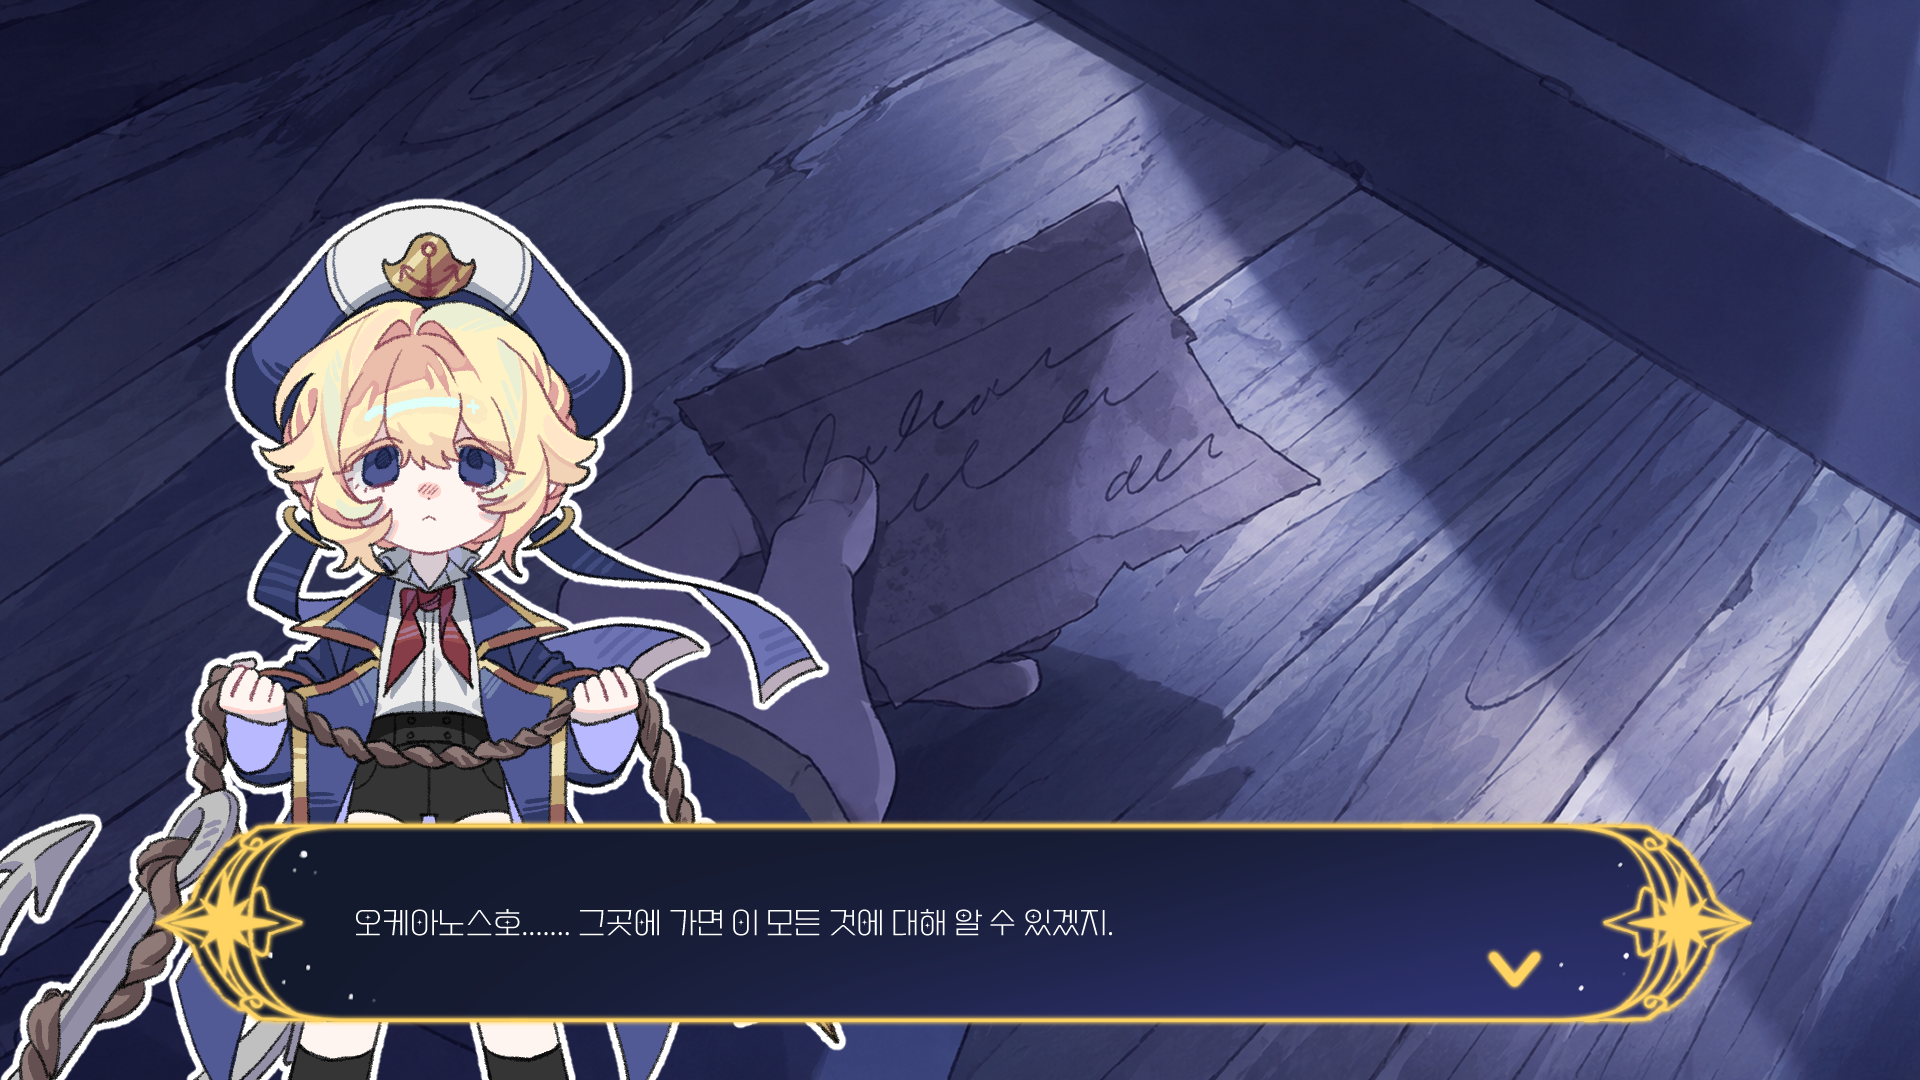 오케아노스호....... 그곳에 가면 이 모든 것에 대해 알 수 있겠지.